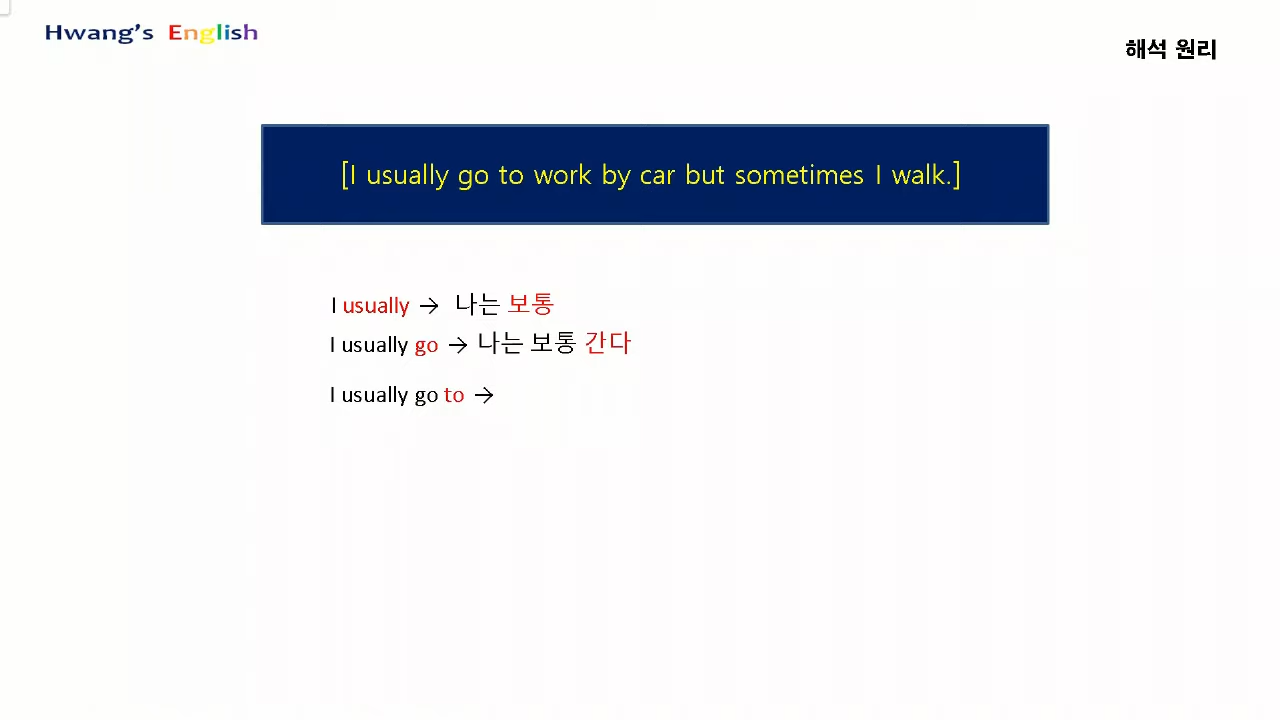 Hwang's English
해석 원리
[I usually go to work by car but sometimes I walk.]
I usually → 나는 보통
I usually go → 나는 보통 간다
I usually go to →